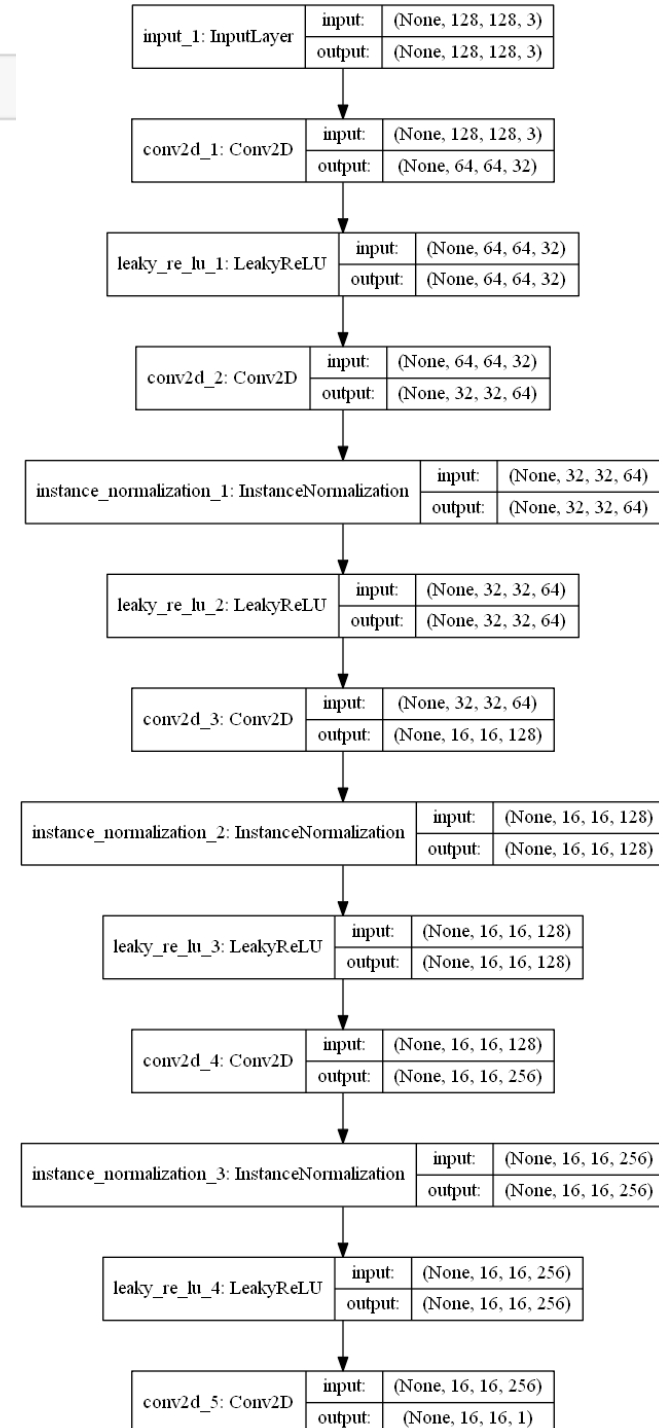 input_1: InputLayer
input: (None, 128, 128, 3)
output: (None, 128, 128, 3)
conv2d_1: Conv2D
input: (None, 128, 128, 3)
output: (None, 64, 64, 32)
leaky_re_lu_1: LeakyReLU
input: (None, 64, 64, 32)
output: (None, 64, 64, 32)
conv2d_2: Conv2D
input: (None, 64, 64, 32)
output: (None, 32, 32, 64)
instance_normalization_1: InstanceNormalization
input: (None, 32, 32, 64)
output: (None, 32, 32, 64)
leaky_re_lu_2: LeakyReLU
input: (None, 32, 32, 64)
output: (None, 32, 32, 64)
conv2d_3: Conv2D
input: (None, 32, 32, 64)
output: (None, 16, 16, 128)
instance_normalization_2: InstanceNormalization
input: (None, 16, 16, 128)
output: (None, 16, 16, 128)
leaky_re_lu_3: LeakyReLU
input: (None, 16, 16, 128)
output: (None, 16, 16, 128)
conv2d_4: Conv2D
input: (None, 16, 16, 128)
output: (None, 16, 16, 256)
instance_normalization_3: InstanceNormalization
input: (None, 16, 16, 256)
output: (None, 16, 16, 256)
leaky_re_lu_4: LeakyReLU
input: (None, 16, 16, 256)
output: (None, 16, 16, 256)
conv2d_5: Conv2D
input: (None, 16, 16, 256)
output: (None, 16, 16, 1)